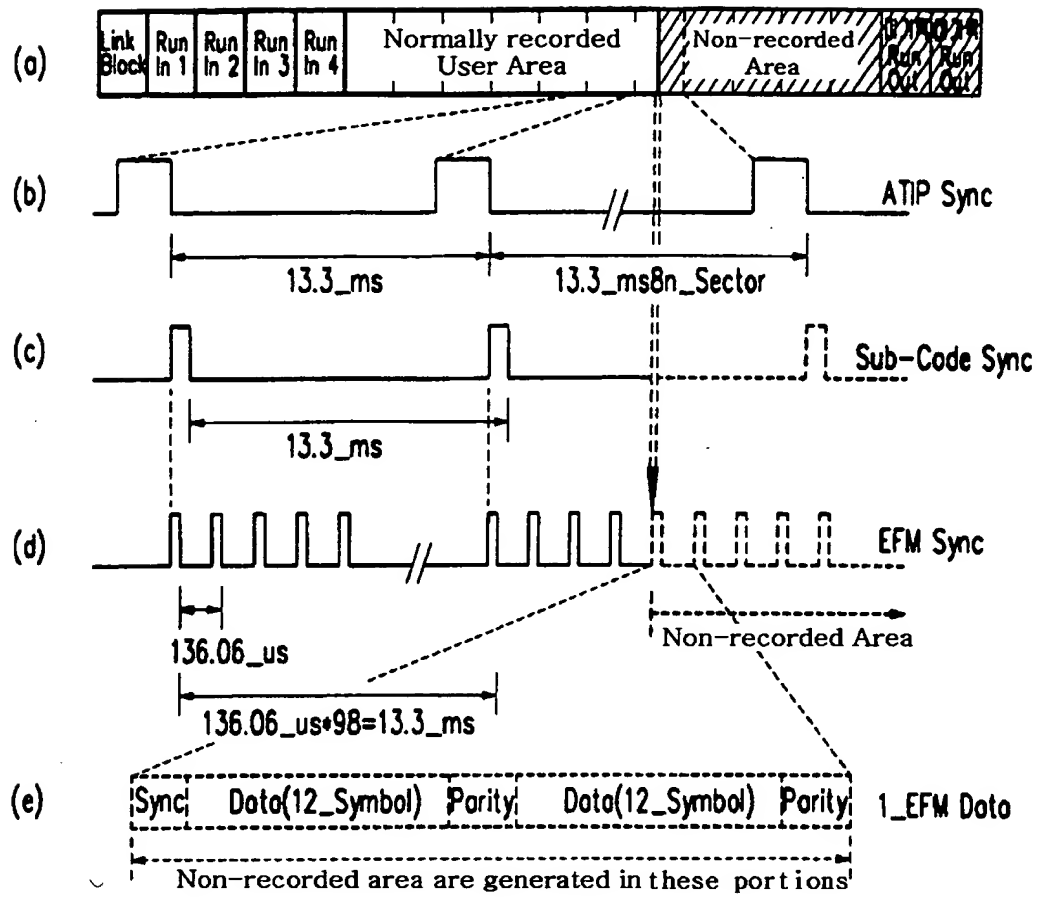 (a)
Link Block
Run In 1
Run In 2
Run In 3
Run In 4
Normally recorded
User Area
Non-recorded
Area
Run Out
Run Out
(b)
ATIP Sync
13.3_ms
13.3_ms8n_Sector
(c)
Sub-Code Sync
13.3_ms
(d)
EFM Sync
136.06_us
Non-recorded Area
136.06_us*98=13.3_ms
(e)
Sync
Data(12_Symbol)
Parity
Data(12_Symbol)
Parity
1_EFM Data
Non-recorded area are generated in these portions